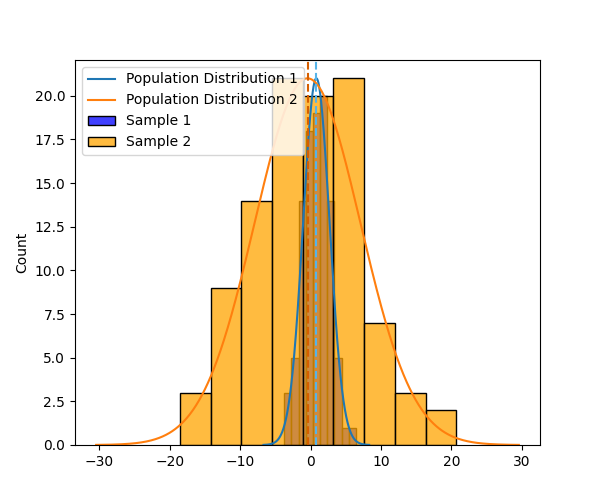 Population Distribution 1
Population Distribution 2
Sample 1
Sample 2
Count
20.0
17.5
15.0
12.5
10.0
7.5
5.0
2.5
0.0
−30 −20 −10 0 10 20 30